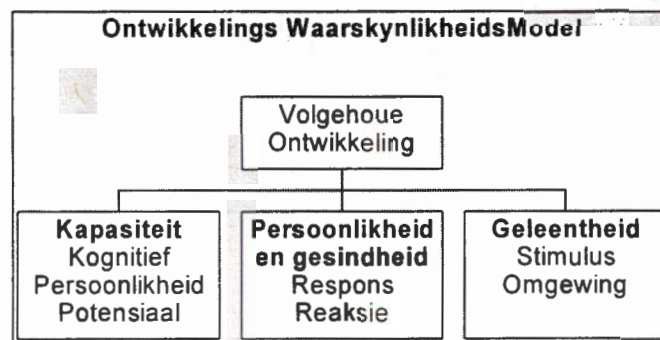 Ontwikkelings WaarskynlikheidsModel
Volgehoue
Ontwikkeling
Kapasiteit
Kognitief
Persoonlikheid
Potensiaal
Persoonlikheid
en gesindheid
Respons
Reaksie
Geleentheid
Stimulus
Omgewing